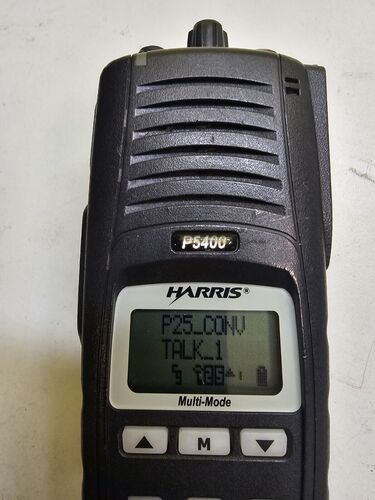 P5400
HARRIS®
P25_CONV
TALK_1
Multi-Mode
M